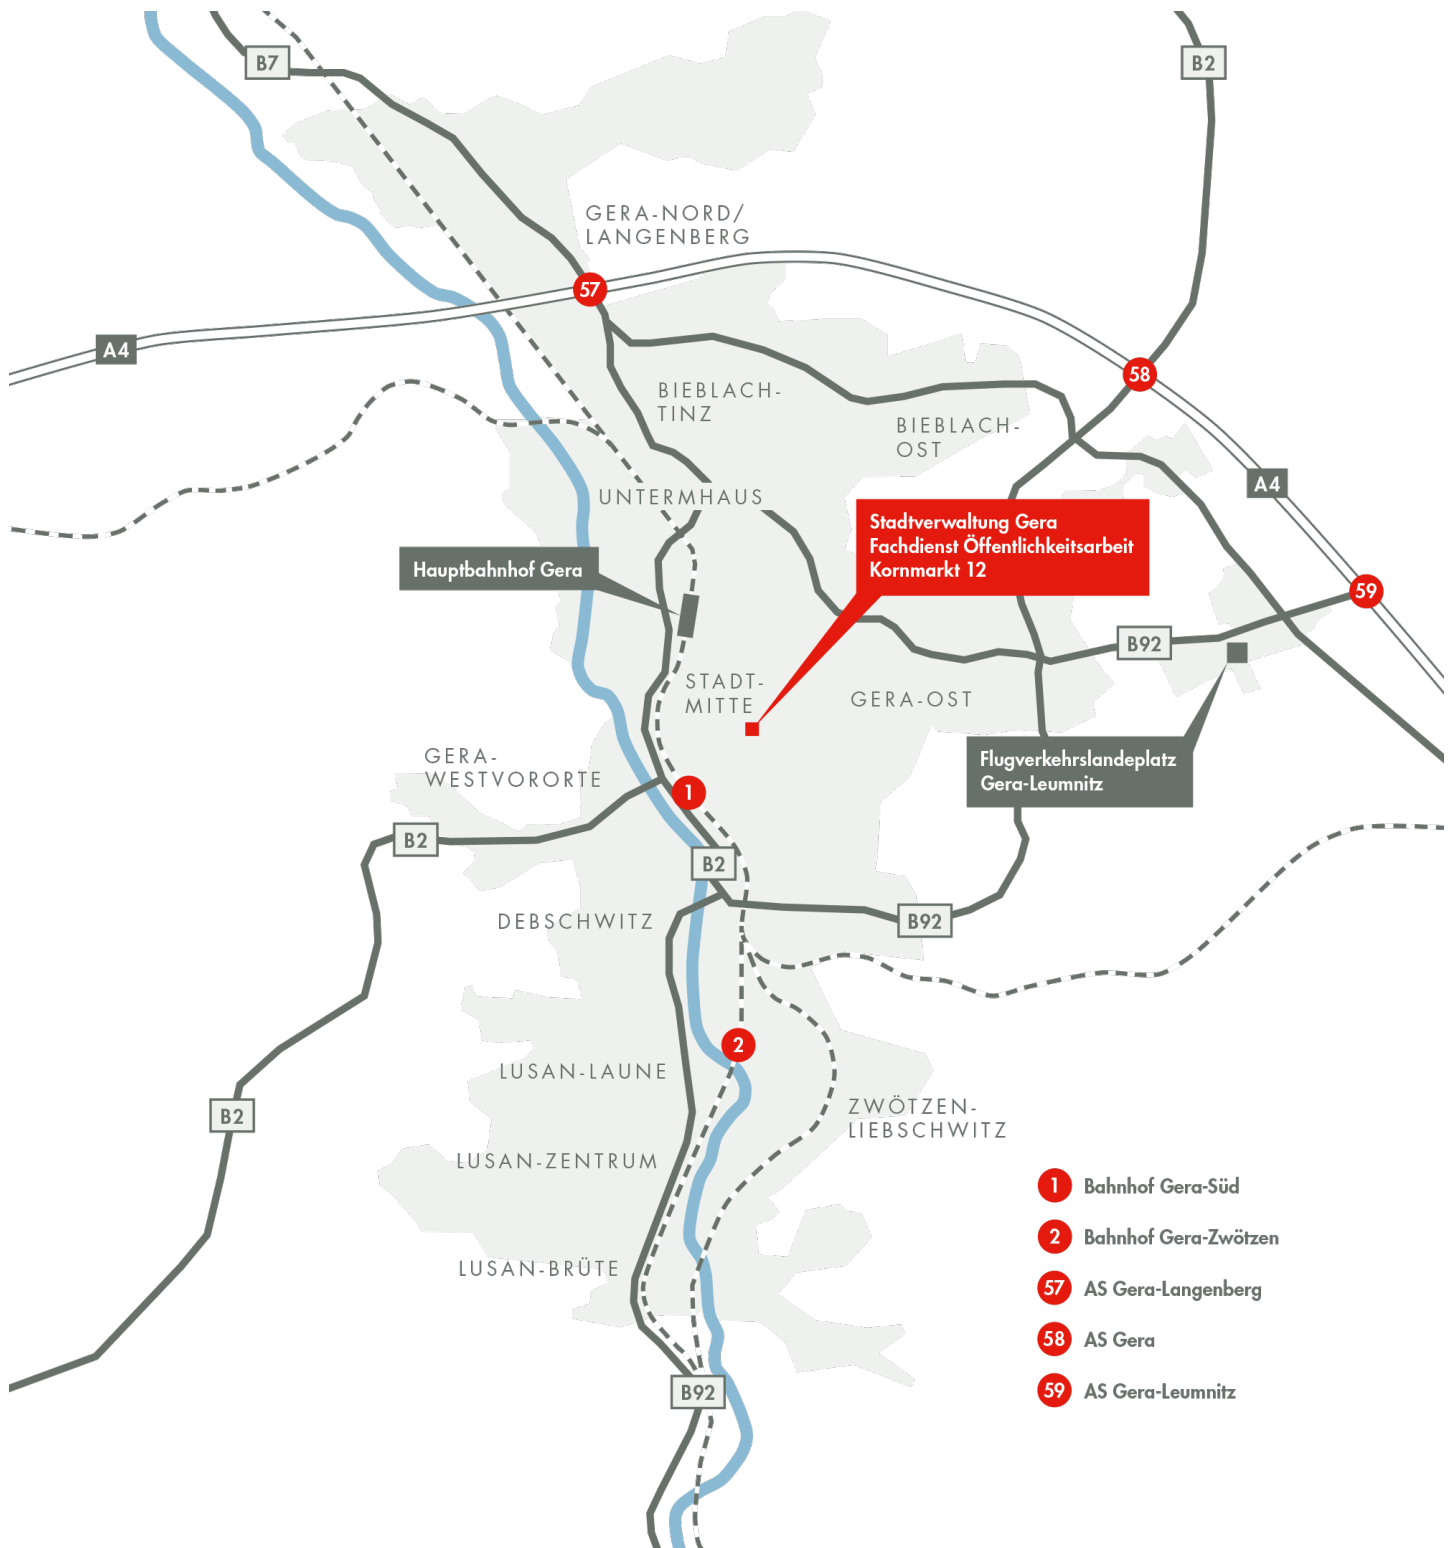 B7
B2
GERA-NORD/
LANGENBERG
57
A4
58
BIEBLACH-
TINZ
BIEBLACH-
OST
A4
UNTERMHAUS
Stadtverwaltung Gera
Fachdienst Öffentlichkeitsarbeit
Kornmarkt 12
Hauptbahnhof Gera
59
B92
STADT-
MITTE
GERA-OST
GERA-
WESTVORORTE
Flugverkehrslandeplatz
Gera-Leumnitz
1
B2
B2
DEBSCHWITZ
B92
2
LUSAN-LAUNE
B2
ZWÖTZEN-
LIEBSCHWITZ
LUSAN-ZENTRUM
LUSAN-BRÜTE
B92
1 Bahnhof Gera-Süd
2 Bahnhof Gera-Zwötzen
57 AS Gera-Langenberg
58 AS Gera
59 AS Gera-Leumnitz